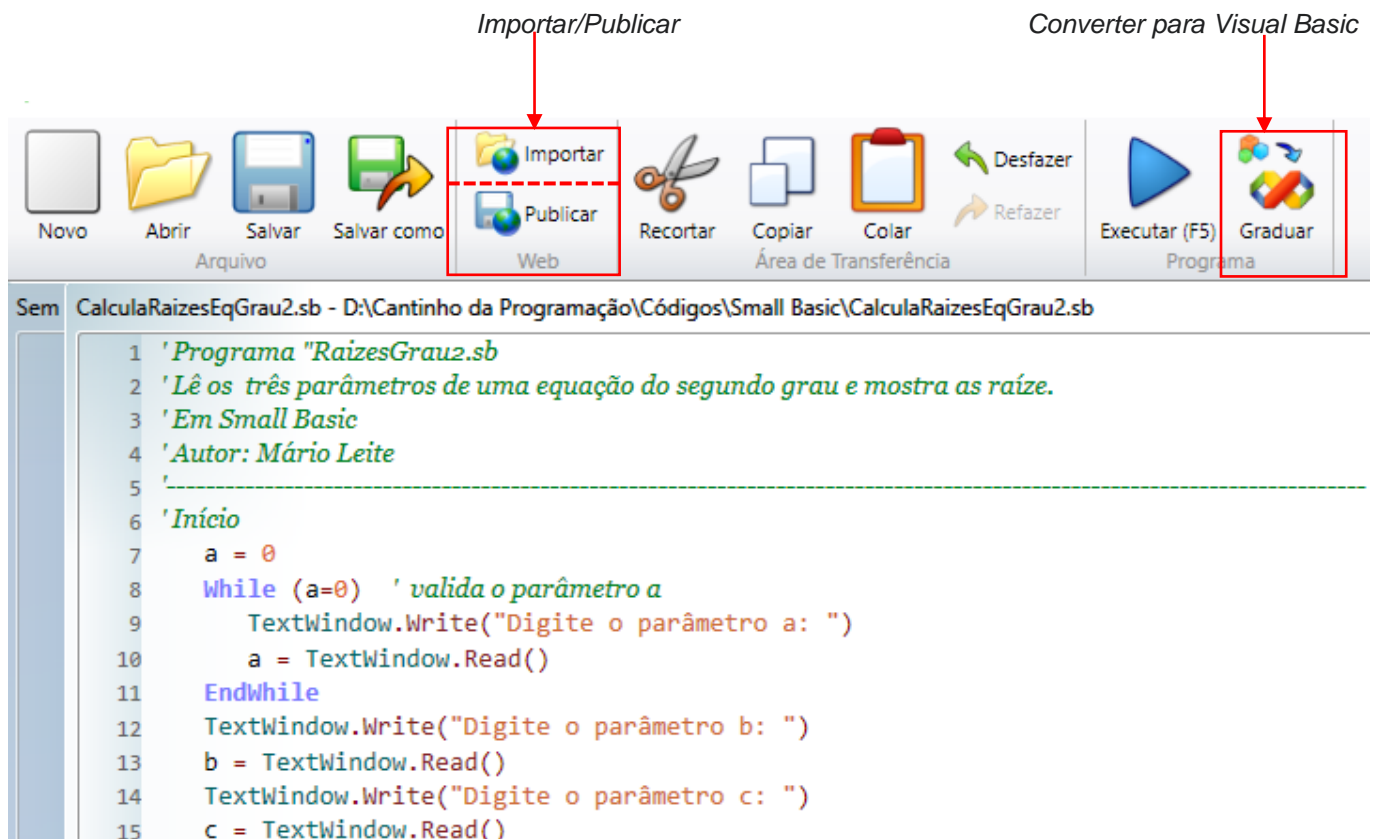 Importar/Publicar Converter para Visual Basic
Importar
Desfazer
Publicar
Refazer
Novo Abrir Salvar Salvar como Recortar Copiar Colar Executar (F5) Graduar
Arquivo Web Área de Transferência Programa
Sem CalculaRaizesEqGrau2.sb - D:\Cantinho da Programação\Códigos\Small Basic\CalculaRaizesEqGrau2.sb
1 ' Programa "RaizesGrau2.sb
2 ' Lê os três parâmetros de uma equação do segundo grau e mostra as raíze.
3 ' Em Small Basic
4 ' Autor: Mário Leite
5 '------------------------------------------------------------------------
6 ' Início
7 a = 0
8 While (a=0) ' valida o parâmetro a
9 TextWindow.Write("Digite o parâmetro a: ")
10 a = TextWindow.Read()
11 EndWhile
12 TextWindow.Write("Digite o parâmetro b: ")
13 b = TextWindow.Read()
14 TextWindow.Write("Digite o parâmetro c: ")
15 c = TextWindow.Read()